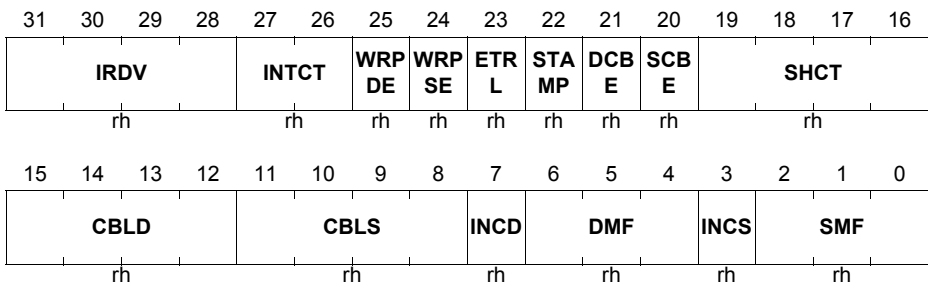 31 30 29 28 27 26 25 24 23 22 21 20 19 18 17 16
IRDV INTCT WRP DE WRP SE ETR L STA MP DCB E SCB E SHCT
rh rh rh rh rh rh rh rh rh
15 14 13 12 11 10 9 8 7 6 5 4 3 2 1 0
CBLD CBLS INCD DMF INCS SMF
rh rh rh rh rh rh